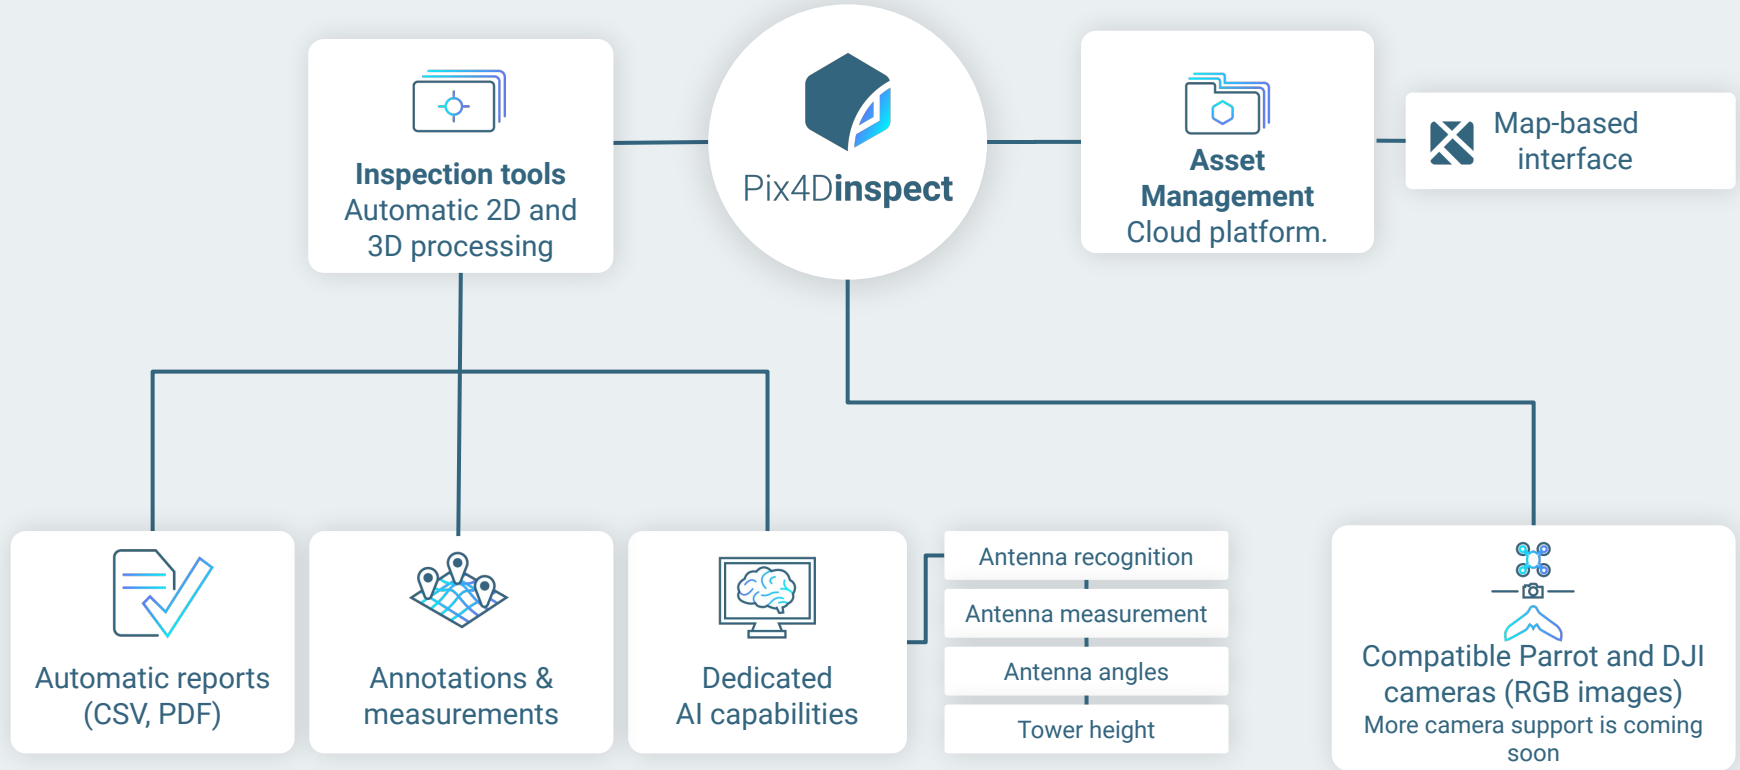 Inspection tools
Automatic 2D and
3D processing
Pix4Dinspect
Asset
Management
Cloud platform.
Map-based
interface
Automatic reports
(CSV, PDF)
Annotations &
measurements
Dedicated
AI capabilities
Antenna recognition
Antenna measurement
Antenna angles
Tower height
Compatible Parrot and DJI
cameras (RGB images)
More camera support is coming
soon